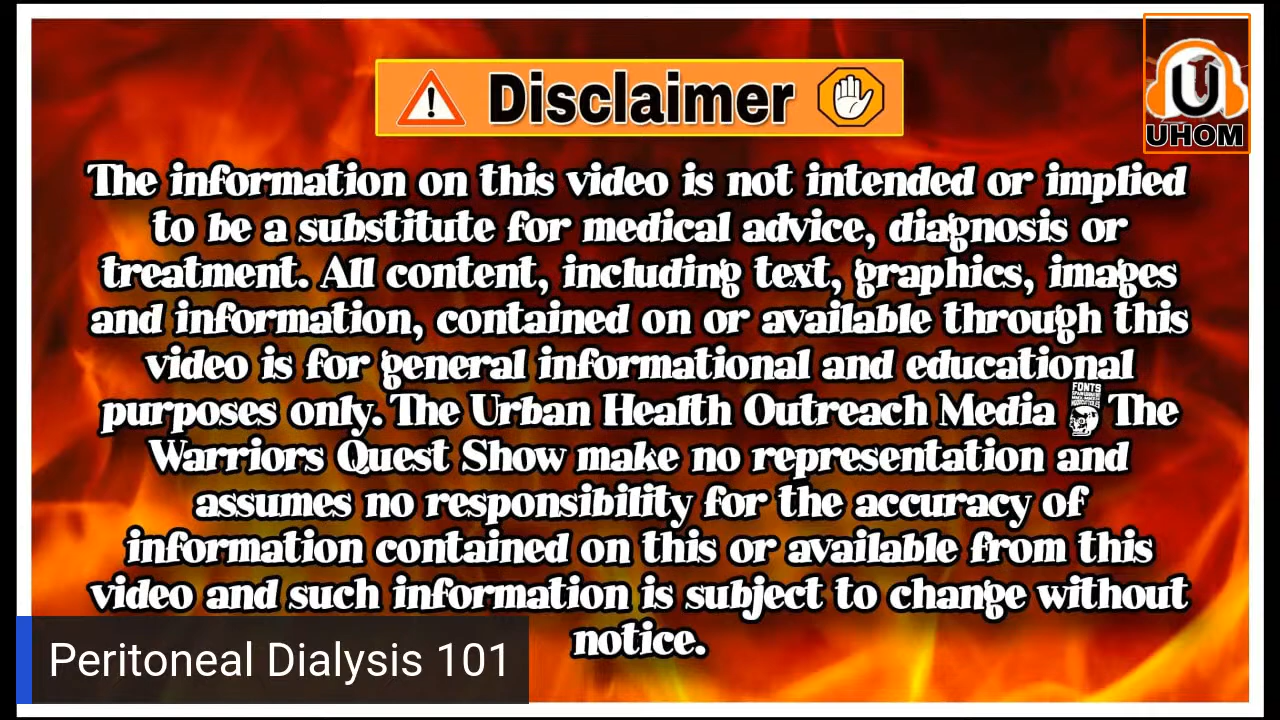 Disclaimer
UHOM
The information on this video is not intended or implied
to be a substitute for medical advice, diagnosis or
treatment. All content, including text, graphics, images
and information, contained on or available through this
video is for general informational and educational
purposes only. The Urban Health Outreach Media The
Warriors Quest Show make no representation and
assumes no responsibility for the accuracy of
information contained on this or available from this
video and such information is subject to change without
notice.
Peritoneal Dialysis 101